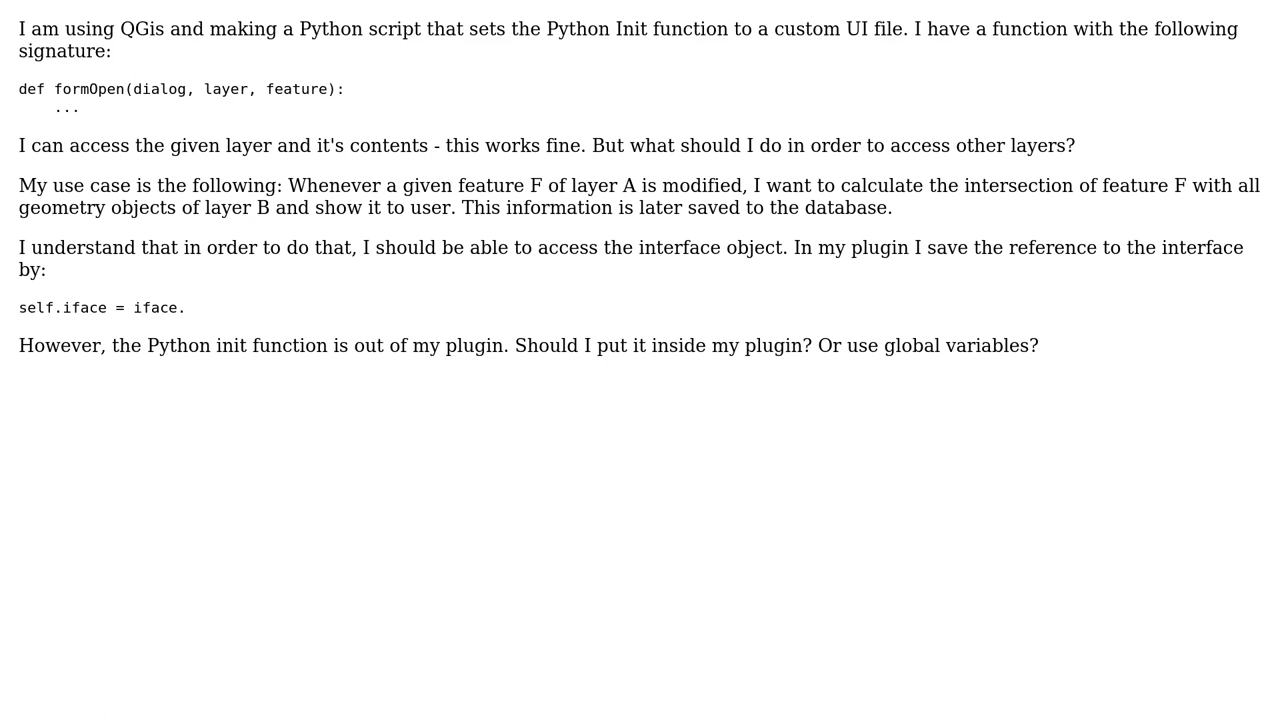 I am using QGis and making a Python script that sets the Python Init function to a custom UI file. I have a function with the following
signature:
def formOpen(dialog, layer, feature):
    ...
I can access the given layer and it's contents - this works fine. But what should I do in order to access other layers?
My use case is the following: Whenever a given feature F of layer A is modified, I want to calculate the intersection of feature F with all
geometry objects of layer B and show it to user. This information is later saved to the database.
I understand that in order to do that, I should be able to access the interface object. In my plugin I save the reference to the interface
by:
self.iface = iface.
However, the Python init function is out of my plugin. Should I put it inside my plugin? Or use global variables?